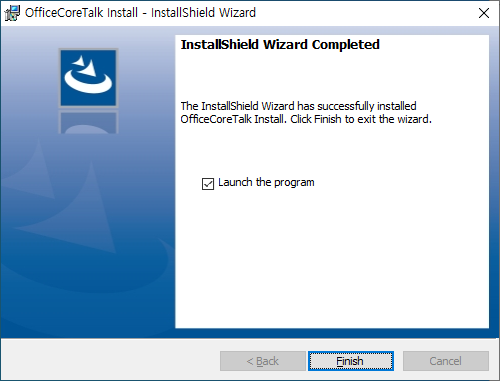 OfficeCoreTalk Install - InstallShield Wizard
InstallShield Wizard Completed
The InstallShield Wizard has successfully installed
OfficeCoreTalk Install. Click Finish to exit the wizard.
Launch the program
< Back
Finish
Cancel